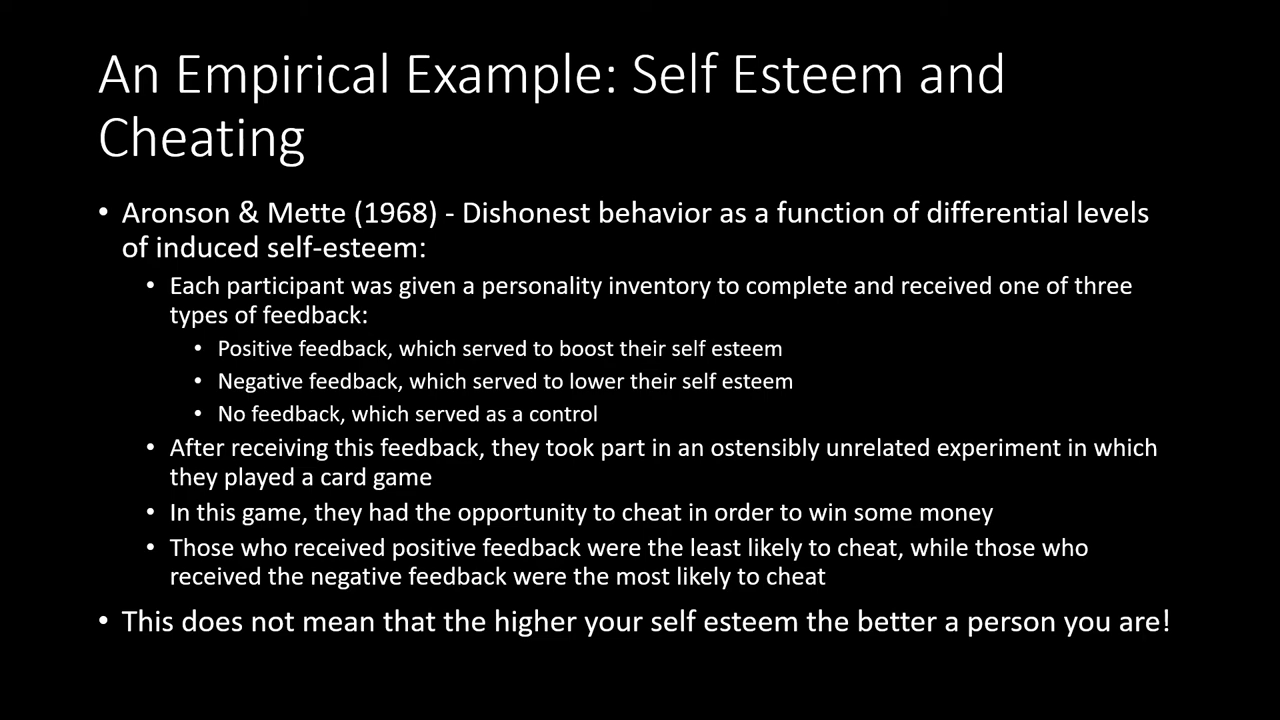 An Empirical Example: Self Esteem and
Cheating
• Aronson & Mette (1968) - Dishonest behavior as a function of differential levels
of induced self-esteem:
• Each participant was given a personality inventory to complete and received one of three
types of feedback:
• Positive feedback, which served to boost their self esteem
• Negative feedback, which served to lower their self esteem
• No feedback, which served as a control
• After receiving this feedback, they took part in an ostensibly unrelated experiment in which
they played a card game
• In this game, they had the opportunity to cheat in order to win some money
• Those who received positive feedback were the least likely to cheat, while those who
received the negative feedback were the most likely to cheat
• This does not mean that the higher your self esteem the better a person you are!